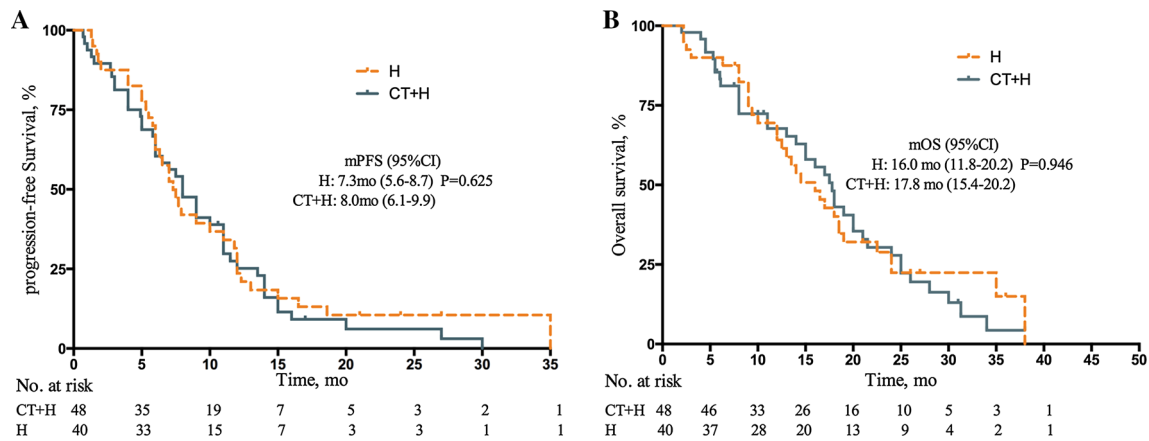 A
100
75
50
25
0
progression-free Survival, %
H
CT+H
mPFS (95%CI)
H: 7.3mo (5.6-8.7) P=0.625
CT+H: 8.0mo (6.1-9.9)
0 5 10 15 20 25 30 35
Time, mo
No. at risk
CT+H 48 35 19 7 5 3 2 1
H 40 33 15 7 3 3 1 1
B
100
75
50
25
0
Overall survival, %
H
CT+H
mOS (95%CI)
H: 16.0 mo (11.8-20.2) P=0.946
CT+H: 17.8 mo (15.4-20.2)
0 5 10 15 20 25 30 35 40 45 50
Time, mo
No. at risk
CT+H 48 46 33 26 16 10 5 3 1
H 40 37 28 20 13 9 4 2 1